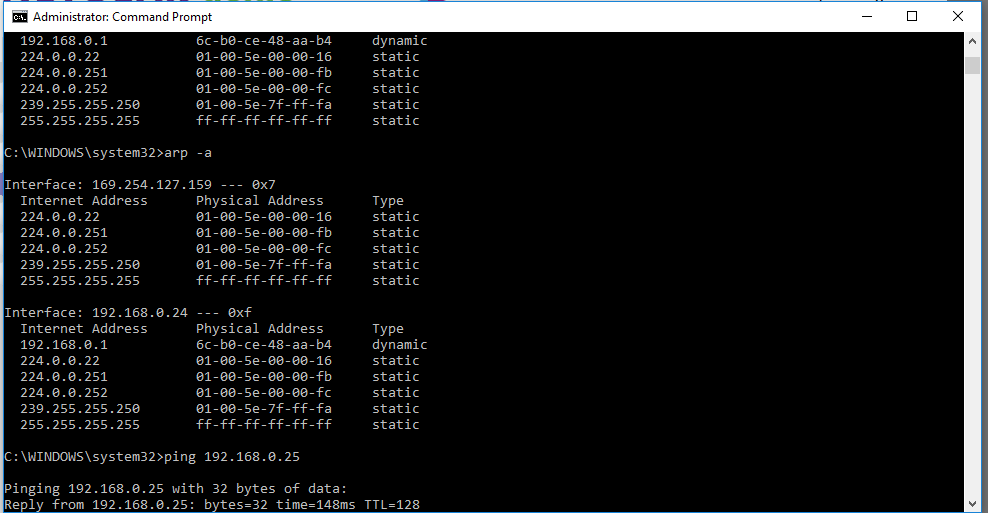 Administrator: Command Prompt
192.168.0.1 6c-b0-ce-48-aa-b4 dynamic
224.0.0.22 01-00-5e-00-00-16 static
224.0.0.251 01-00-5e-00-00-fb static
224.0.0.252 01-00-5e-00-00-fc static
239.255.255.250 01-00-5e-7f-ff-fa static
255.255.255.255 ff-ff-ff-ff-ff-ff static
C:\WINDOWS\system32>arp -a
Interface: 169.254.127.159 --- 0x7
Internet Address Physical Address Type
224.0.0.22 01-00-5e-00-00-16 static
224.0.0.251 01-00-5e-00-00-fb static
224.0.0.252 01-00-5e-00-00-fc static
239.255.255.250 01-00-5e-7f-ff-fa static
255.255.255.255 ff-ff-ff-ff-ff-ff static
Interface: 192.168.0.24 --- 0xf
Internet Address Physical Address Type
192.168.0.1 6c-b0-ce-48-aa-b4 dynamic
224.0.0.22 01-00-5e-00-00-16 static
224.0.0.251 01-00-5e-00-00-fb static
224.0.0.252 01-00-5e-00-00-fc static
239.255.255.250 01-00-5e-7f-ff-fa static
255.255.255.255 ff-ff-ff-ff-ff-ff static
C:\WINDOWS\system32>ping 192.168.0.25
Pinging 192.168.0.25 with 32 bytes of data:
Reply from 192.168.0.25: bytes=32 time=148ms TTL=128